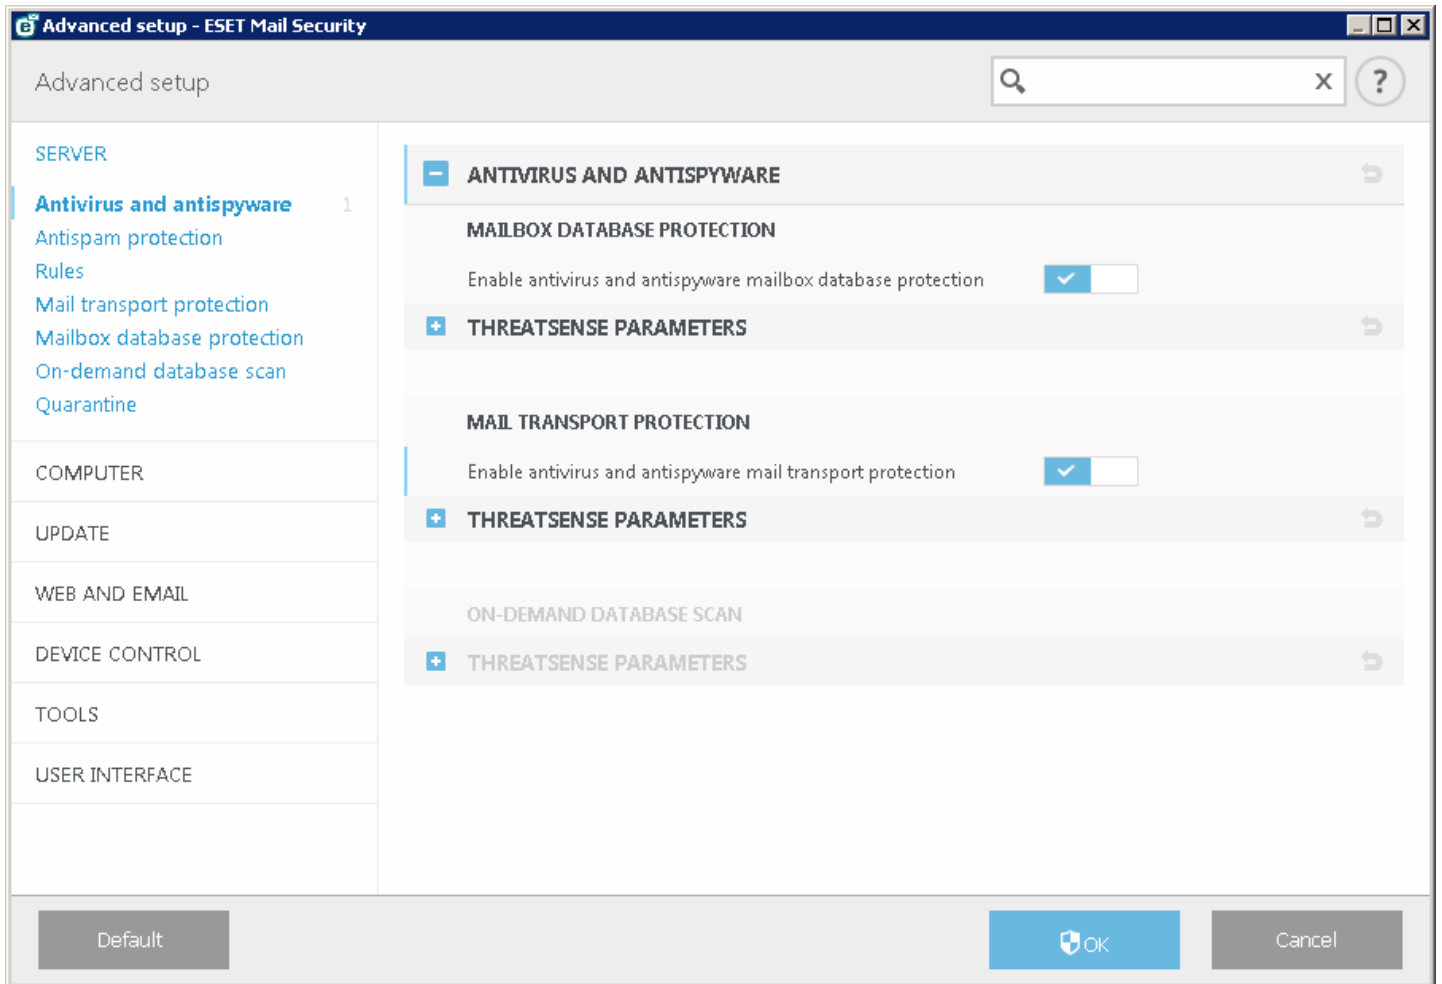 Advanced setup - ESET Mail Security
Advanced setup
?
SERVER
Antivirus and antispyware 1
Antispam protection
Rules
Mail transport protection
Mailbox database protection
On-demand database scan
Quarantine
COMPUTER
UPDATE
WEB AND EMAIL
DEVICE CONTROL
TOOLS
USER INTERFACE
ANTIVIRUS AND ANTISPYWARE
MAILBOX DATABASE PROTECTION
Enable antivirus and antispyware mailbox database protection
THREATSENSE PARAMETERS
MAIL TRANSPORT PROTECTION
Enable antivirus and antispyware mail transport protection
THREATSENSE PARAMETERS
ON-DEMAND DATABASE SCAN
THREATSENSE PARAMETERS
Default
OK
Cancel